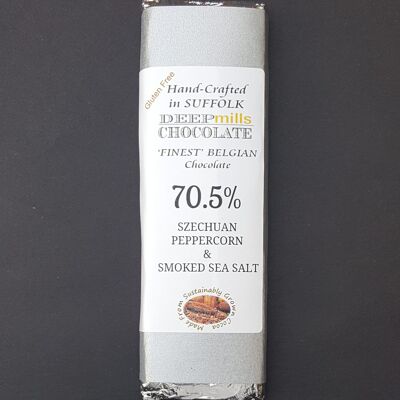 Gluten Free
Hand-Crafted
in SUFFOLK
DEEPmills
CHOCOLATE
'FINEST' BELGIAN
Chocolate
70.5%
SZECHUAN
PEPPERCORN
&
SMOKED SEA SALT
Made From Sustainably Grown Cocoa